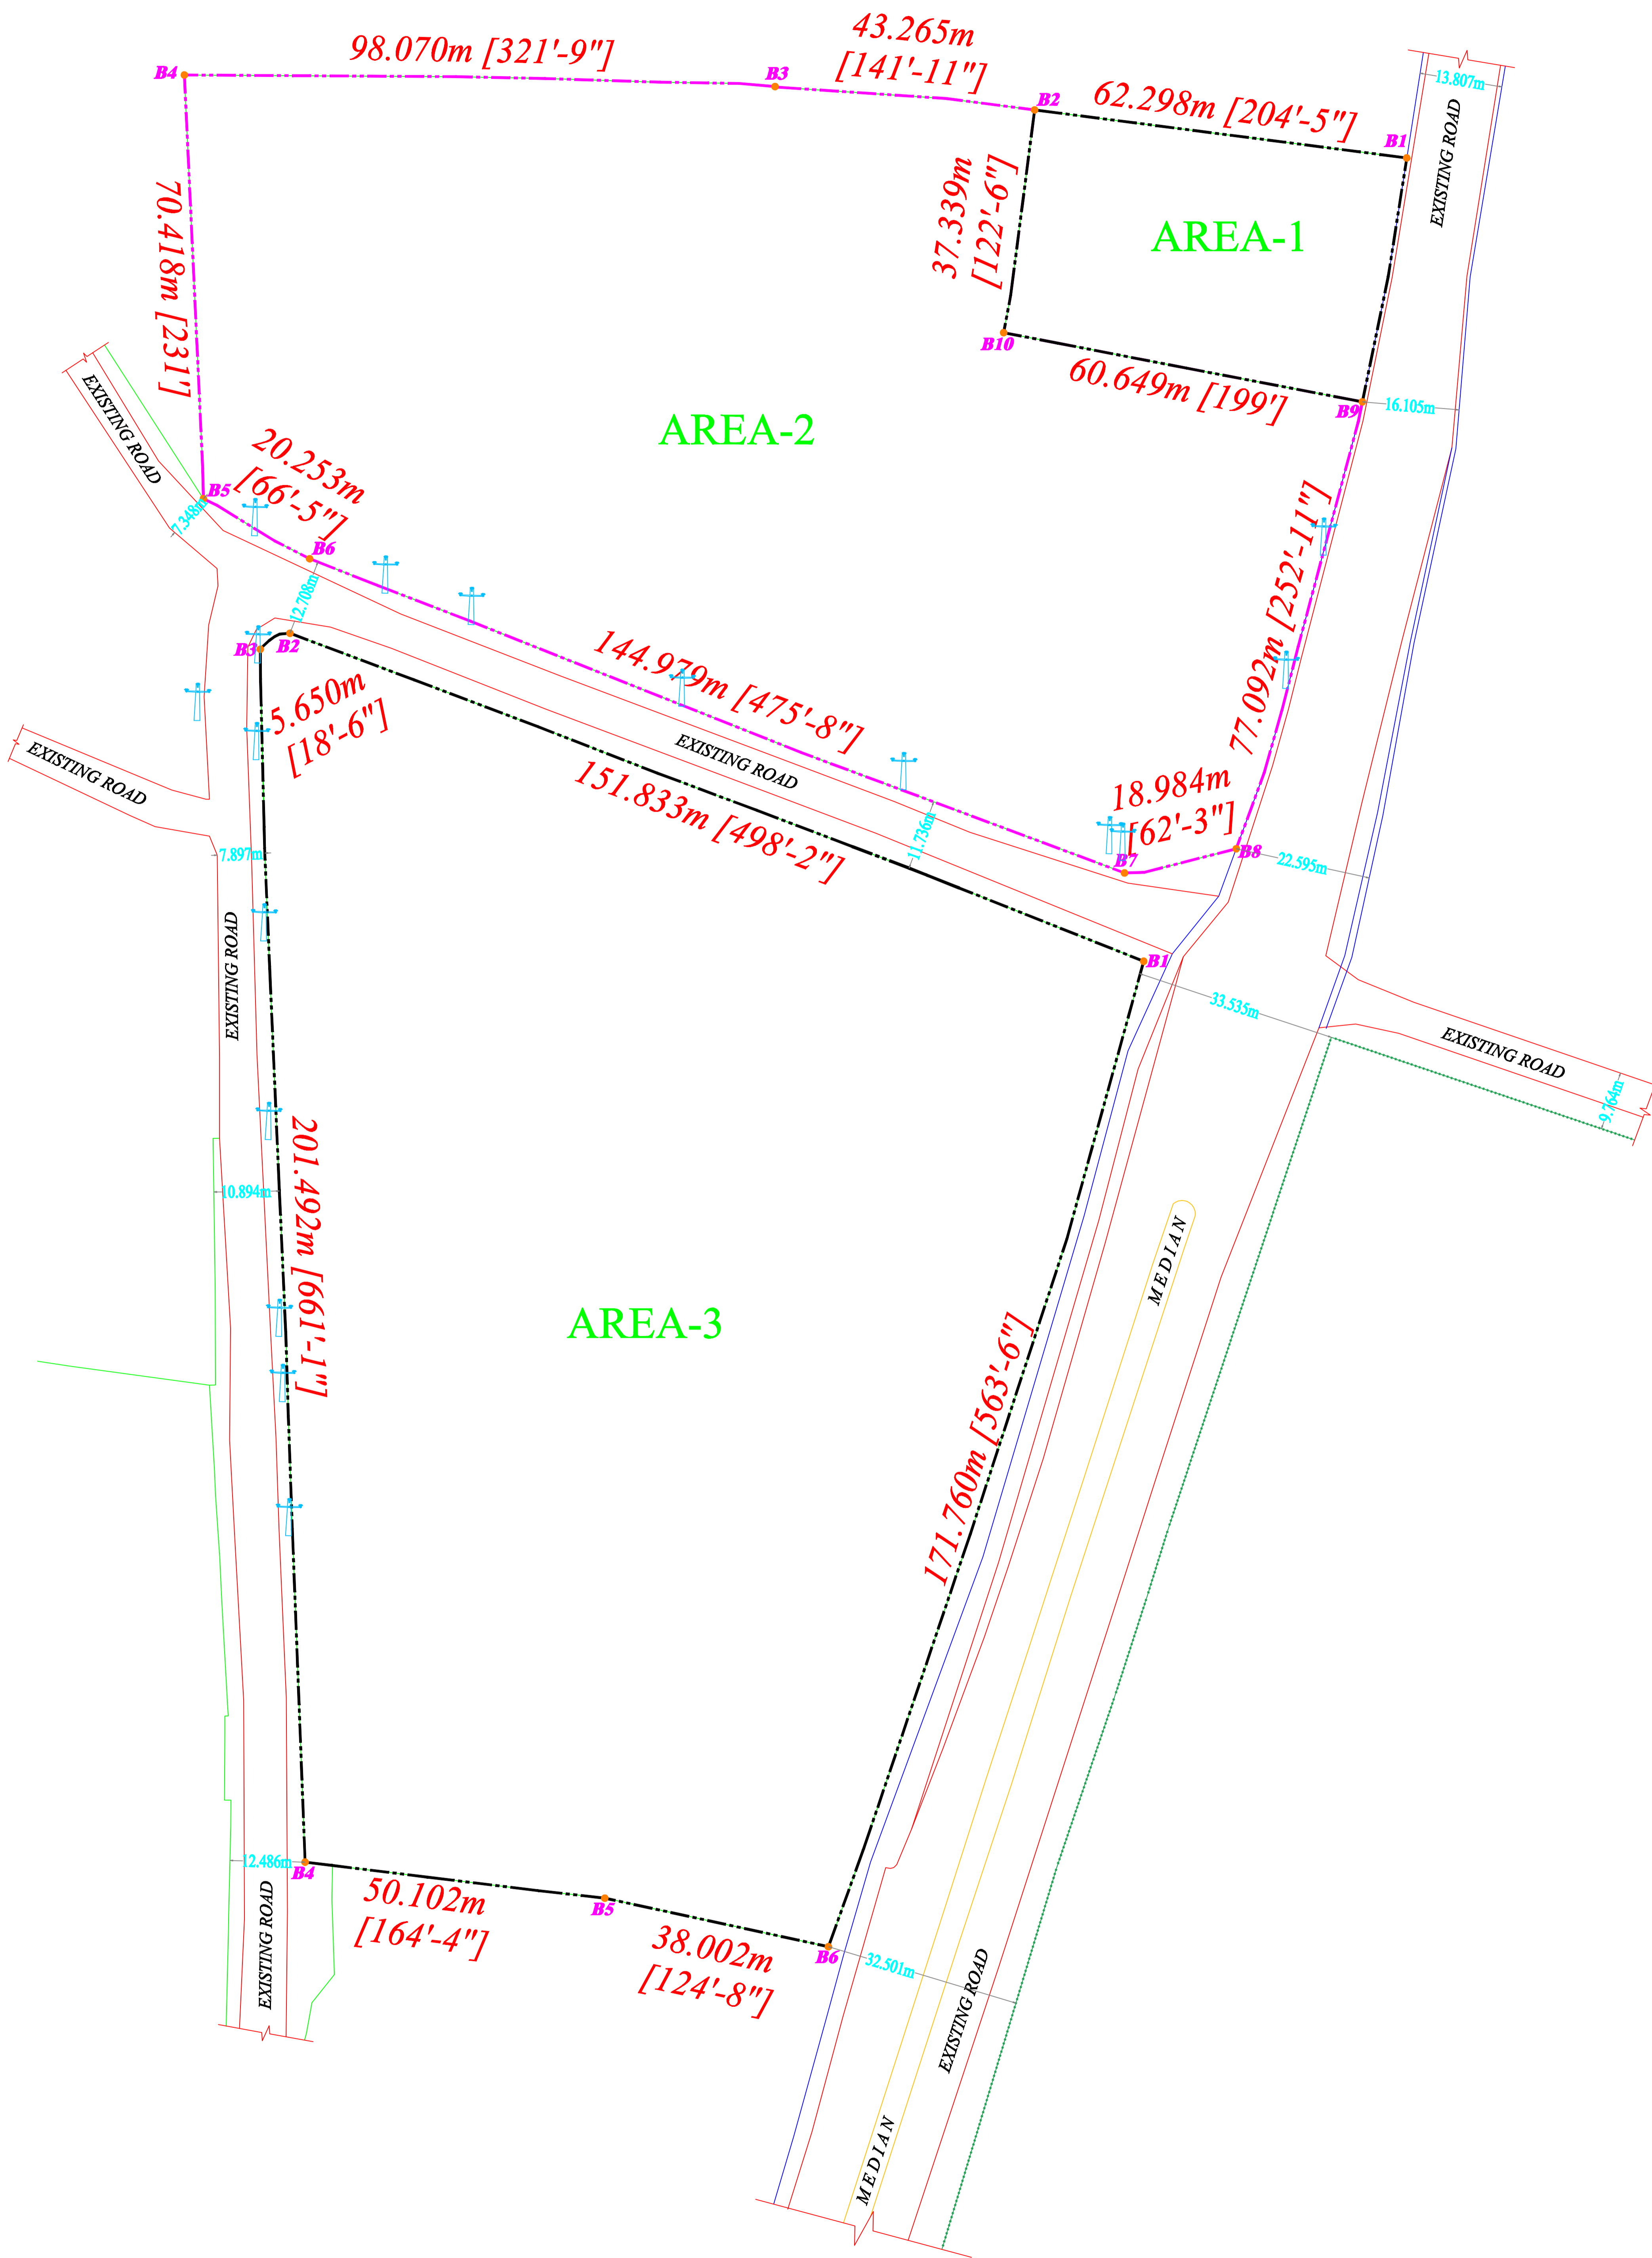 43.265m
[141'-11"]
98.070m [321'-9"]
B4
B3
13.807m
B2
62.298m [204'-5"]
B1
EXISTING ROAD
37.339m
[122'-6"]
AREA-1
70.418m [231']
B10
60.649m [199']
B9
16.105m
EXISTING ROAD
AREA-2
20.253m
[66'-5"]
B5
7.348m
B6
77.092m [252'-11"]
12.708m
B3
B2
144.979m [475'-8"]
5.650m
[18'-6"]
EXISTING ROAD
EXISTING ROAD
151.833m [498'-2"]
18.984m
[62'-3"]
11.736m
7.897m
B7
B8
22.595m
EXISTING ROAD
B1
33.535m
EXISTING ROAD
9.764m
10.894m
201.492m [661'-1"]
MEDIAN
AREA-3
171.760m [563'-6"]
12.486m
B4
50.102m
[164'-4"]
B5
38.002m
[124'-8"]
B6
32.501m
EXISTING ROAD
EXISTING ROAD
MEDIAN